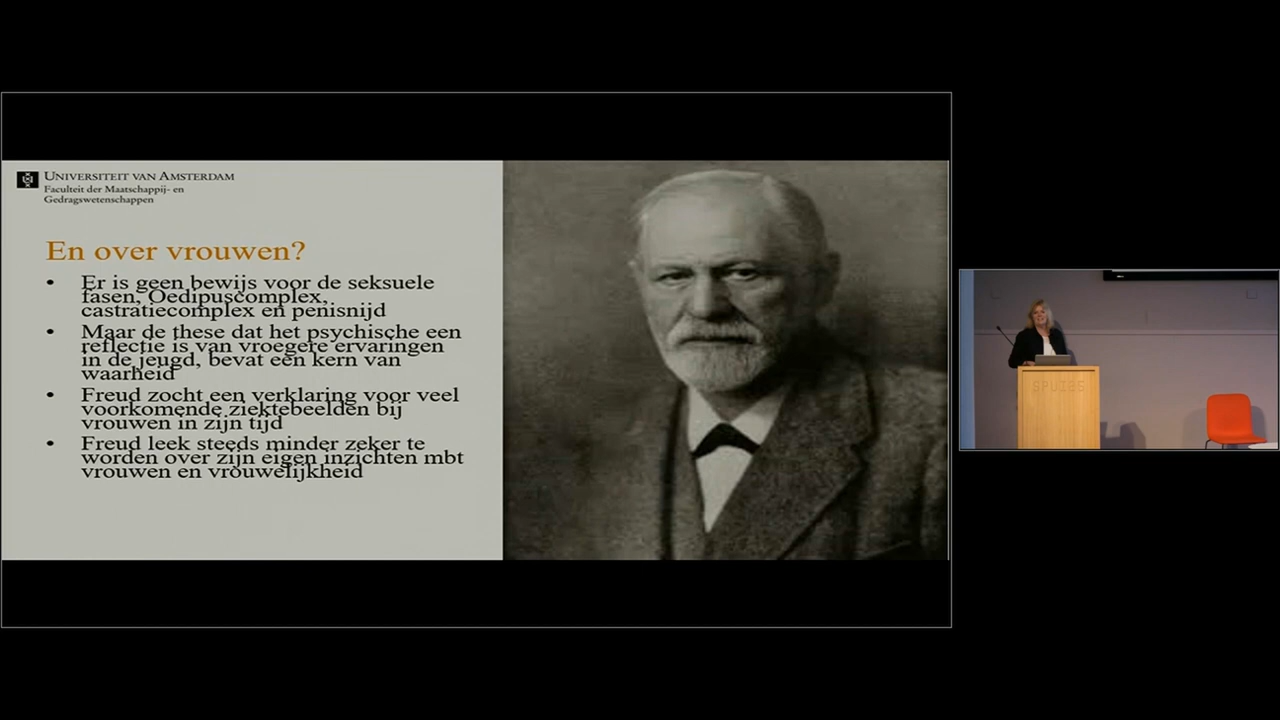 UNIVERSITEIT VAN AMSTERDAM
Faculteit der Maatschappij- en
Gedragswetenschappen
En over vrouwen?
• Er is geen bewijs voor de seksuele
fasen, Oedipuscomplex,
castratiecomplex en penisnijd
• Maar de these dat het psychische een
reflectie is van vroegere ervaringen
in de jeugd, bevat een kern van
waarheid
• Freud zocht een verklaring voor veel
voorkomende ziektebeelden bij
vrouwen in zijn tijd
• Freud leek steeds minder zeker te
worden over zijn eigen inzichten mbt
vrouwen en vrouwelijkheid
SPUI25